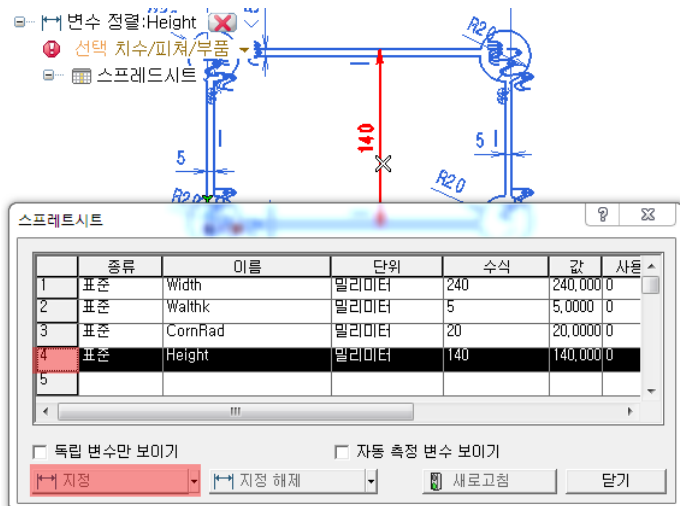 변수 정렬:Height
R20
선택 치수/피쳐/부품
스프레드시트
140
5
5
R20
R20
스프레트시트
종류 이름 단위 수식 값 사용
1 표준 Width 밀리미터 240 240,000 0
2 표준 Walthk 밀리미터 5 5,0000 0
3 표준 CornRad 밀리미터 20 20,0000 0
4 표준 Height 밀리미터 140 140,000 0
5
독립 변수만 보이기 자동 측정 변수 보이기
지정 지정 해제 새로고침 닫기